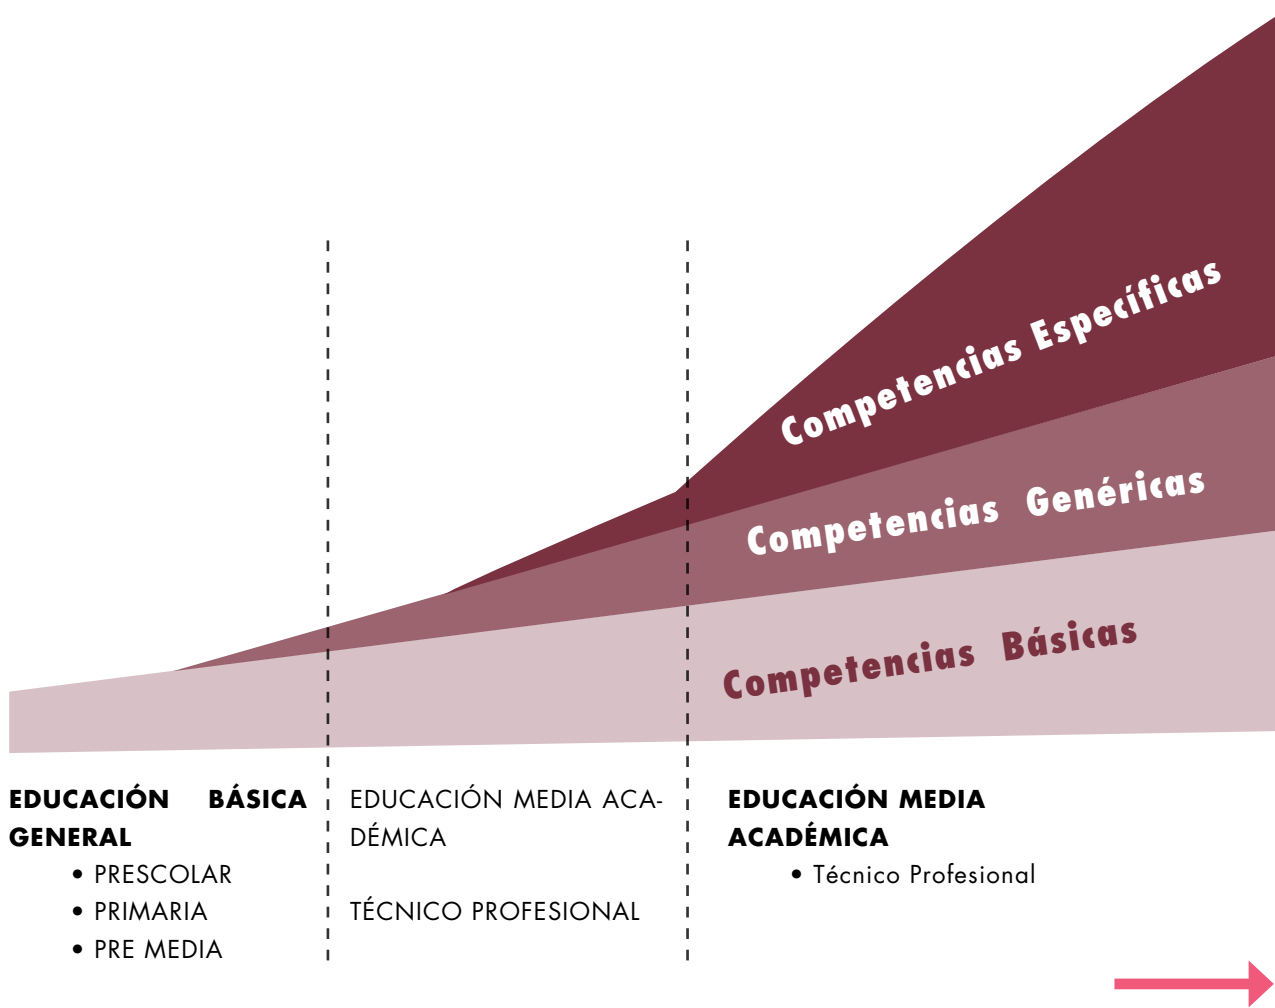 Competencias Específicas
Competencias Genéricas
Competencias Básicas
EDUCACIÓN BÁSICA
GENERAL
• PRESCOLAR
• PRIMARIA
• PRE MEDIA
EDUCACIÓN MEDIA ACA-
DÉMICA
TÉCNICO PROFESIONAL
EDUCACIÓN MEDIA
ACADÉMICA
• Técnico Profesional